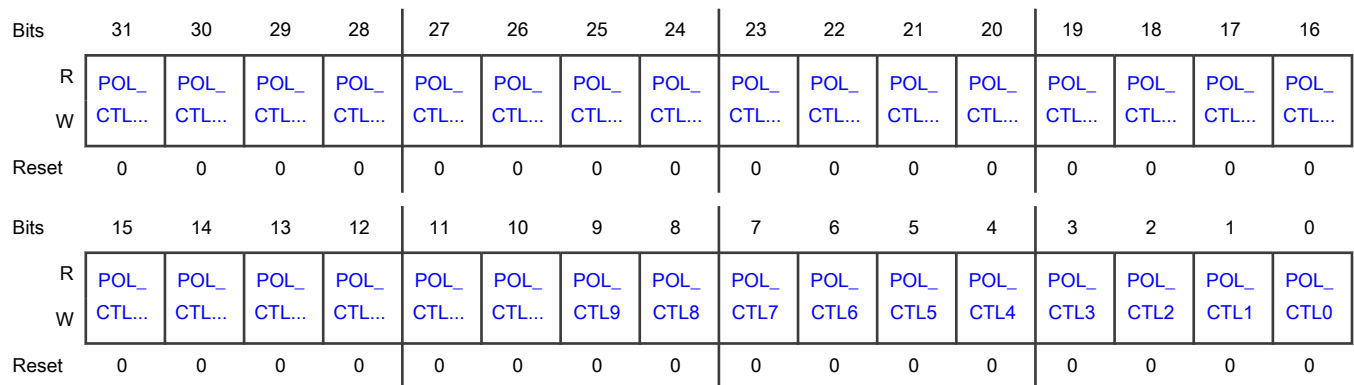 Bits 31 30 29 28 27 26 25 24 23 22 21 20 19 18 17 16
R POL_ POL_ POL_ POL_ POL_ POL_ POL_ POL_ POL_ POL_ POL_ POL_ POL_ POL_ POL_ POL_
W CTL... CTL... CTL... CTL... CTL... CTL... CTL... CTL... CTL... CTL... CTL... CTL... CTL... CTL... CTL... CTL...
Reset 0 0 0 0 0 0 0 0 0 0 0 0 0 0 0 0
Bits 15 14 13 12 11 10 9 8 7 6 5 4 3 2 1 0
R POL_ POL_ POL_ POL_ POL_ POL_ POL_ POL_ POL_ POL_ POL_ POL_ POL_ POL_ POL_ POL_
W CTL... CTL... CTL... CTL... CTL... CTL... CTL9 CTL8 CTL7 CTL6 CTL5 CTL4 CTL3 CTL2 CTL1 CTL0
Reset 0 0 0 0 0 0 0 0 0 0 0 0 0 0 0 0